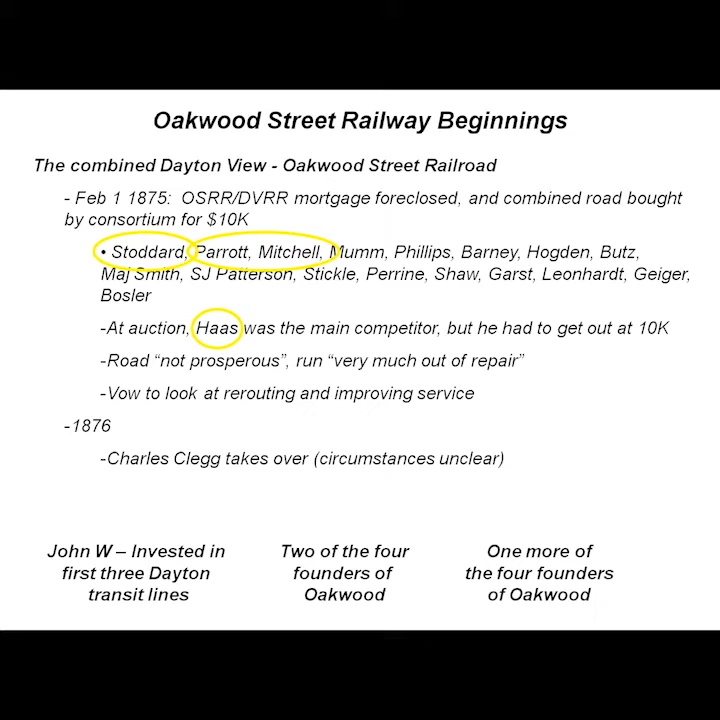 Oakwood Street Railway Beginnings
The combined Dayton View - Oakwood Street Railroad
- Feb 1 1875: OSRR/DVRR mortgage foreclosed, and combined road bought
by consortium for $10K
• Stoddard, Parrott, Mitchell, Mumm, Phillips, Barney, Hogden, Butz,
Maj Smith, SJ Patterson, Stickle, Perrine, Shaw, Garst, Leonhardt, Geiger,
Bosler
-At auction, Haas was the main competitor, but he had to get out at 10K
-Road “not prosperous”, run “very much out of repair”
-Vow to look at rerouting and improving service
-1876
-Charles Clegg takes over (circumstances unclear)
John W – Invested in
first three Dayton
transit lines
Two of the four
founders of
Oakwood
One more of
the four founders
of Oakwood